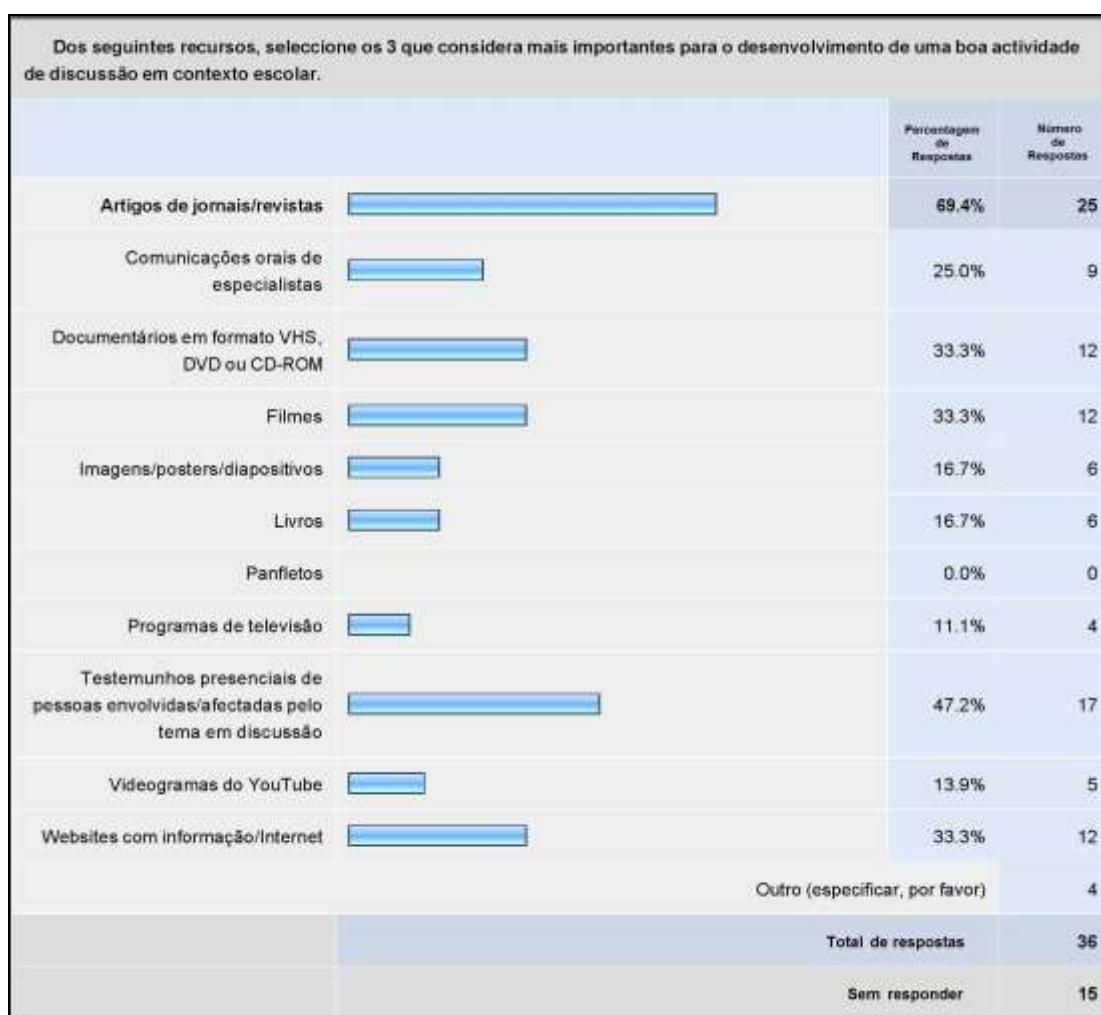 Dos seguintes recursos, seleccione os 3 que considera mais importantes para o desenvolvimento de uma boa actividade
de discussão em contexto escolar.
Percentagem
de
Respostas
Número
de
Respostas
Artigos de jornais/revistas 69.4% 25
Comunicações orais de
especialistas 25.0% 9
Documentários em formato VHS,
DVD ou CD-ROM 33.3% 12
Filmes 33.3% 12
Imagens/posters/diapositivos 16.7% 6
Livros 16.7% 6
Panfletos 0.0% 0
Programas de televisão 11.1% 4
Testemunhos presenciais de
pessoas envolvidas/afectadas pelo
tema em discussão 47.2% 17
Videogramas do YouTube 13.9% 5
Websites com informação/Internet 33.3% 12
Outro (especificar, por favor) 4
Total de respostas 36
Sem responder 15